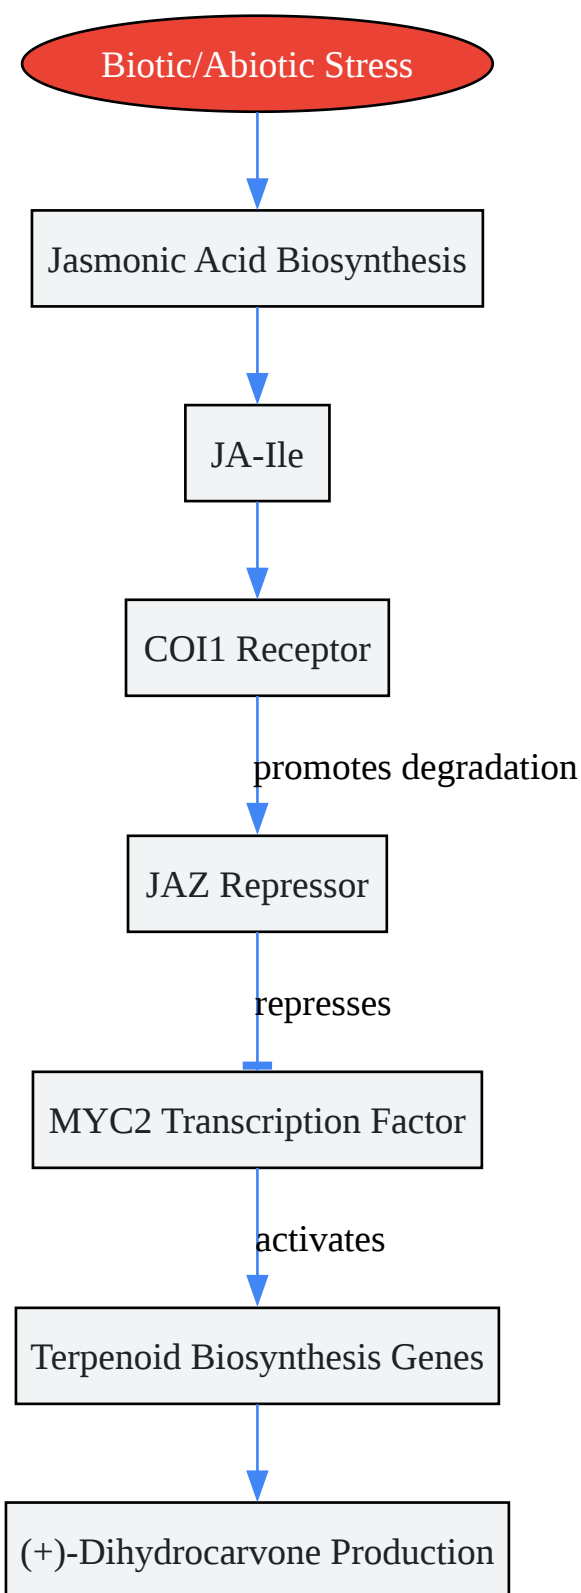 Biotic/Abiotic Stress
Jasmonic Acid Biosynthesis
JA-Ile
COI1 Receptor
promotes degradation
JAZ Repressor
represses
MYC2 Transcription Factor
activates
Terpenoid Biosynthesis Genes
(+)-Dihydrocarvone Production